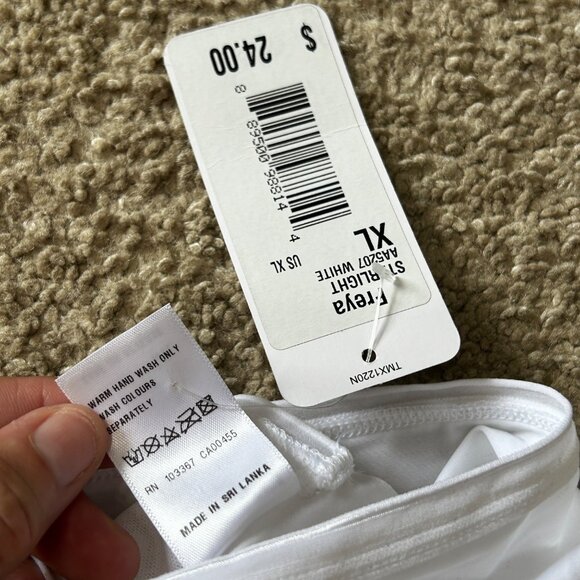 Freya
STARLIGHT
AA5207 WHITE
XL
US XL
8 89500 98814 4
$ 24.00
TMX1220N
WARM HAND WASH ONLY
WASH COLOURS
SEPARATELY
RN 103367 CA00455
MADE IN SRI LANKA